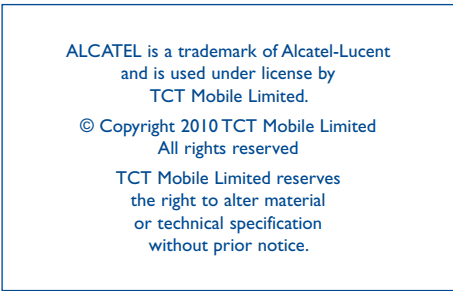 ALCATEL is a trademark of Alcatel-Lucent
and is used under license by
TCT Mobile Limited.
© Copyright 2010 TCT Mobile Limited
All rights reserved
TCT Mobile Limited reserves
the right to alter material
or technical specification
without prior notice.